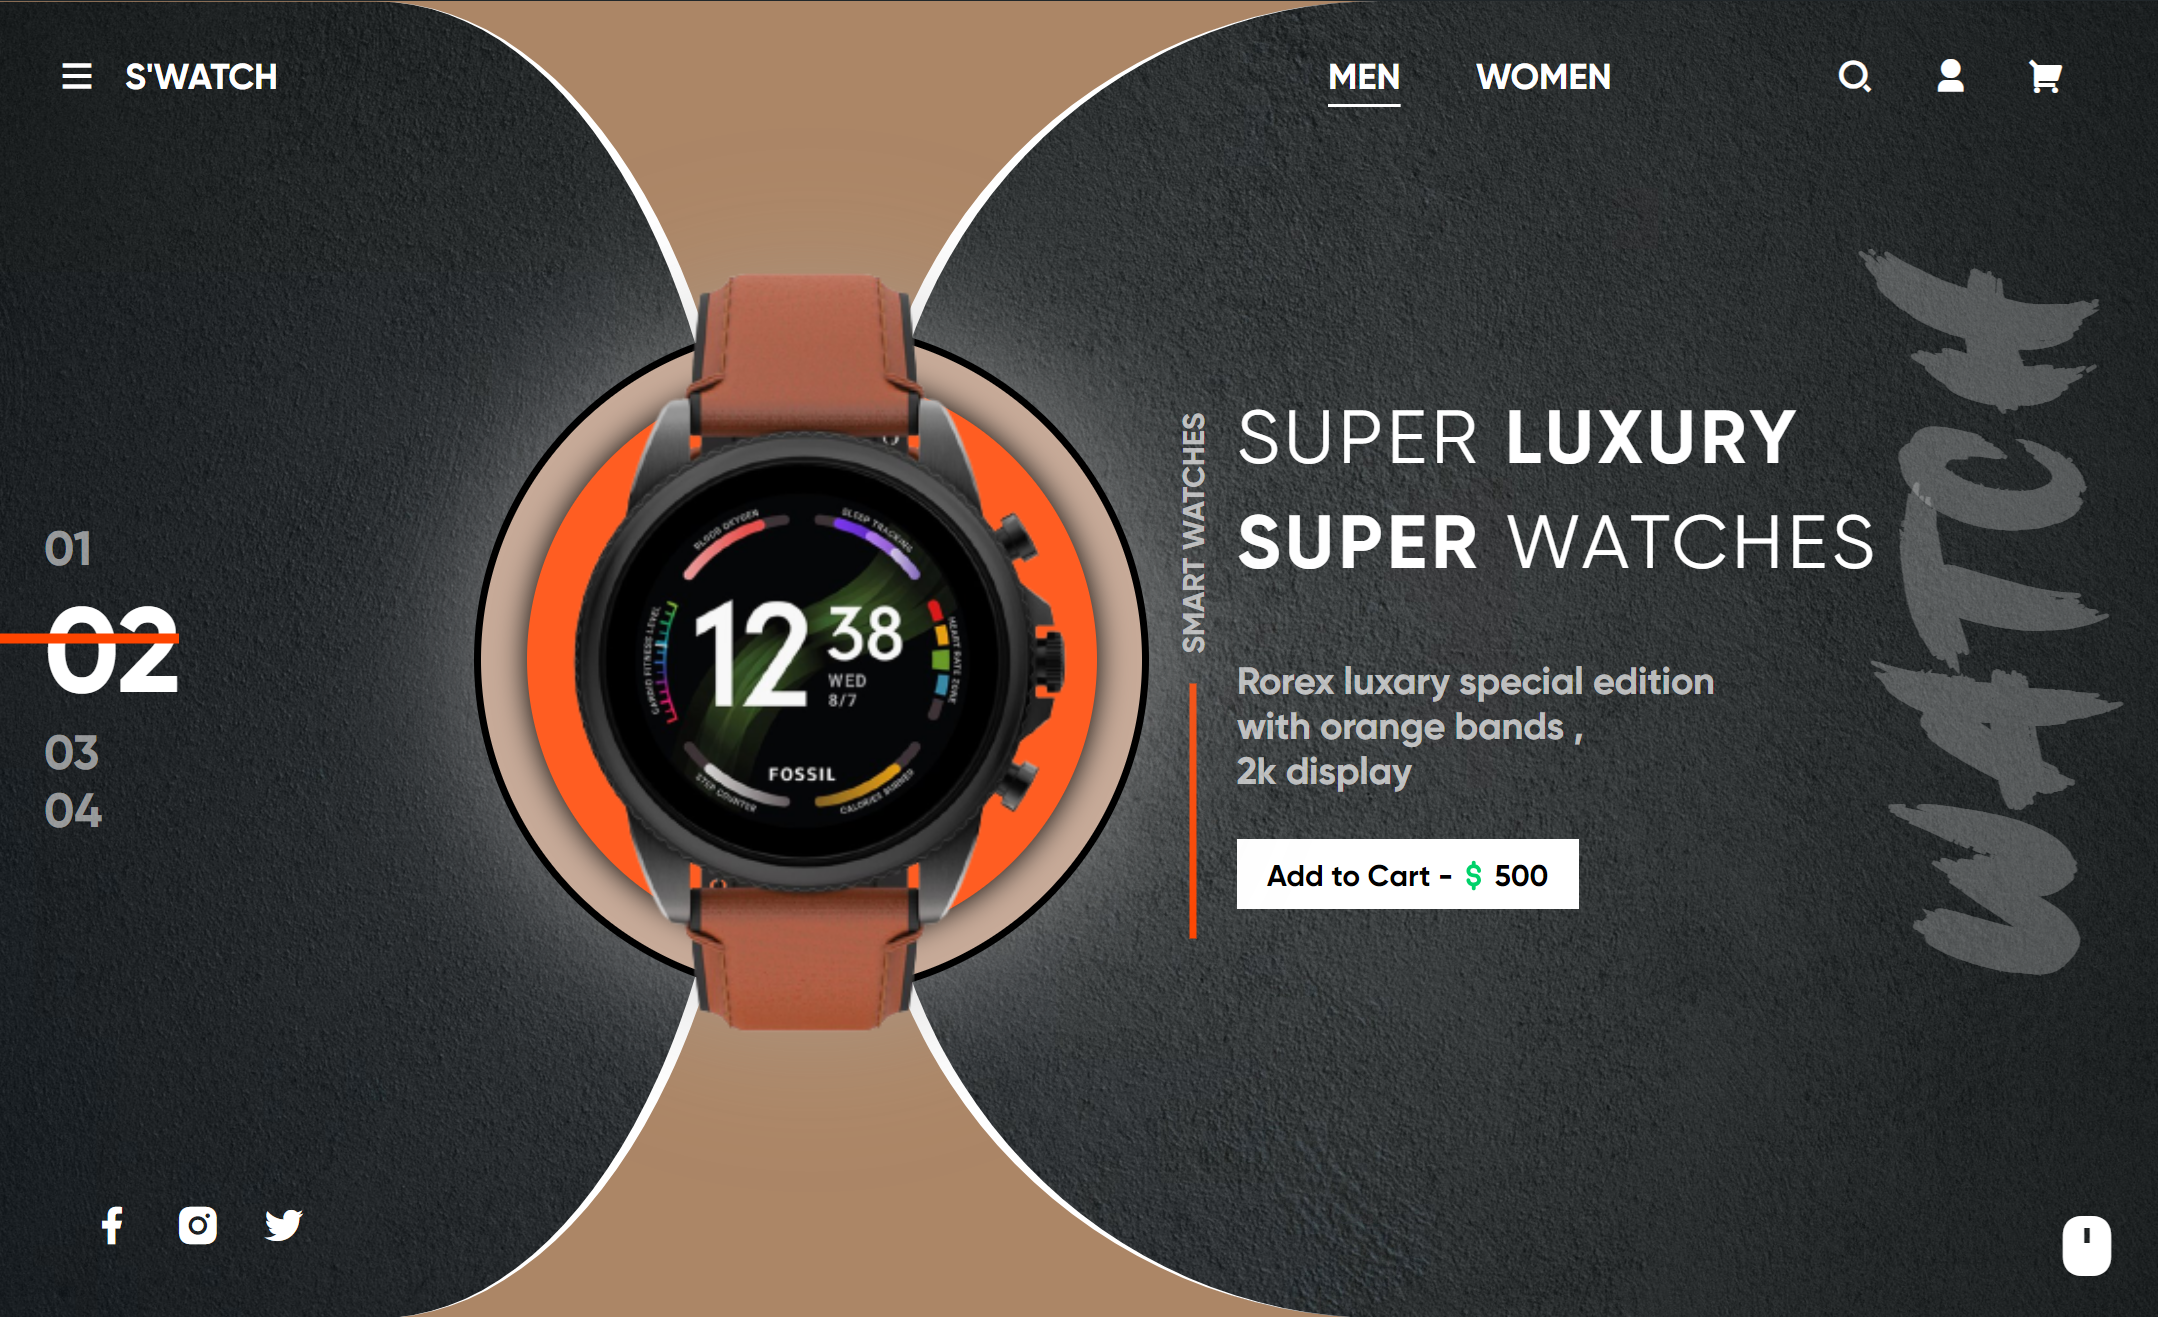 S'WATCH
MEN
WOMEN
01
02
03
04
BLOOD OXYGEN
SLEEP TRACKING
CARDIO FITNESS LEVEL
HEART RATE ZONE
12 38
WED
8/7
FOSSIL
STEP COUNTER
CALORIES BURNED
SMART WATCHES
SUPER LUXURY
SUPER WATCHES
Rorex luxary special edition
with orange bands ,
2k display
Add to Cart - $ 500
WATCH